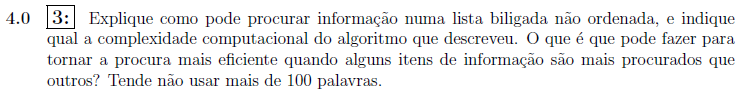 4.0 3: Explique como pode procurar informação numa lista biligada não ordenada, e indique
qual a complexidade computacional do algoritmo que descreveu. O que é que pode fazer para
tornar a procura mais eficiente quando alguns itens de informação são mais procurados que
outros? Tende não usar mais de 100 palavras.